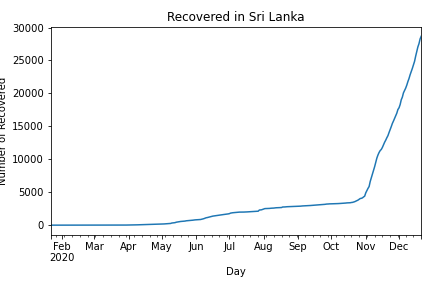 Recovered in Sri Lanka
30000
25000
20000
15000
10000
5000
0
Number of Recovered
Feb Mar Apr May Jun Jul Aug Sep Oct Nov Dec
2020
Day